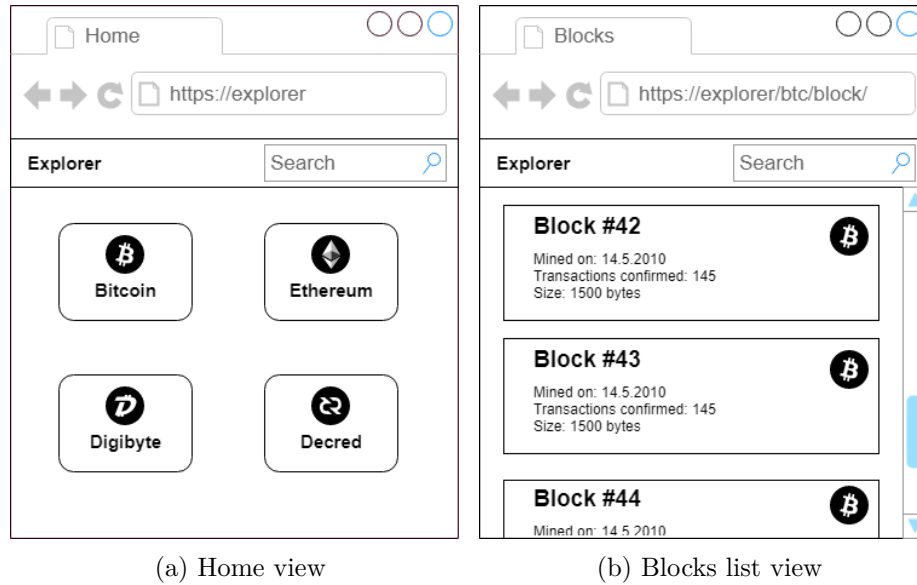 Home
https://explorer
Explorer
Search
Bitcoin
Ethereum
Digibyte
Decred
(a) Home view
Blocks
https://explorer/btc/block/
Explorer
Search
Block #42
Mined on: 14.5.2010
Transactions confirmed: 145
Size: 1500 bytes
Block #43
Mined on: 14.5.2010
Transactions confirmed: 145
Size: 1500 bytes
Block #44
Mined on: 14.5.2010
(b) Blocks list view